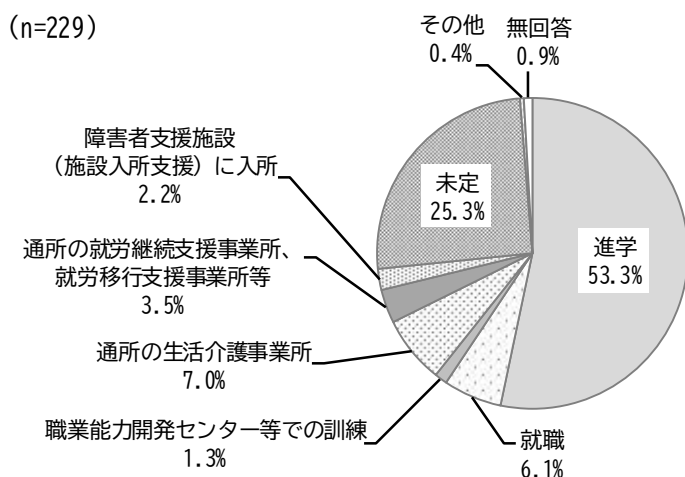 (n=229)
その他
0.4%
無回答
0.9%
障害者支援施設
（施設入所支援）に入所
2.2%
未定
25.3%
進学
53.3%
通所の就労継続支援事業所、
就労移行支援事業所等
3.5%
通所の生活介護事業所
7.0%
職業能力開発センター等での訓練
1.3%
就職
6.1%